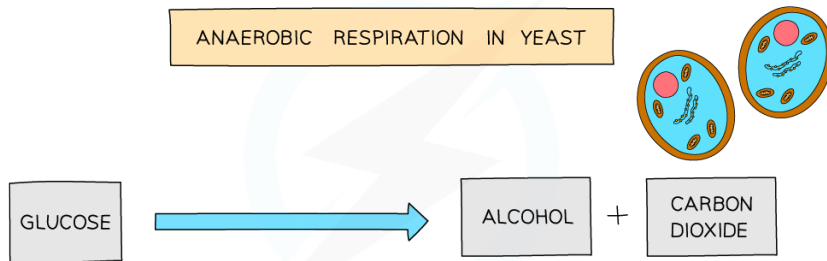 ANAEROBIC RESPIRATION IN YEAST
GLUCOSE
ALCOHOL + CARBON DIOXIDE